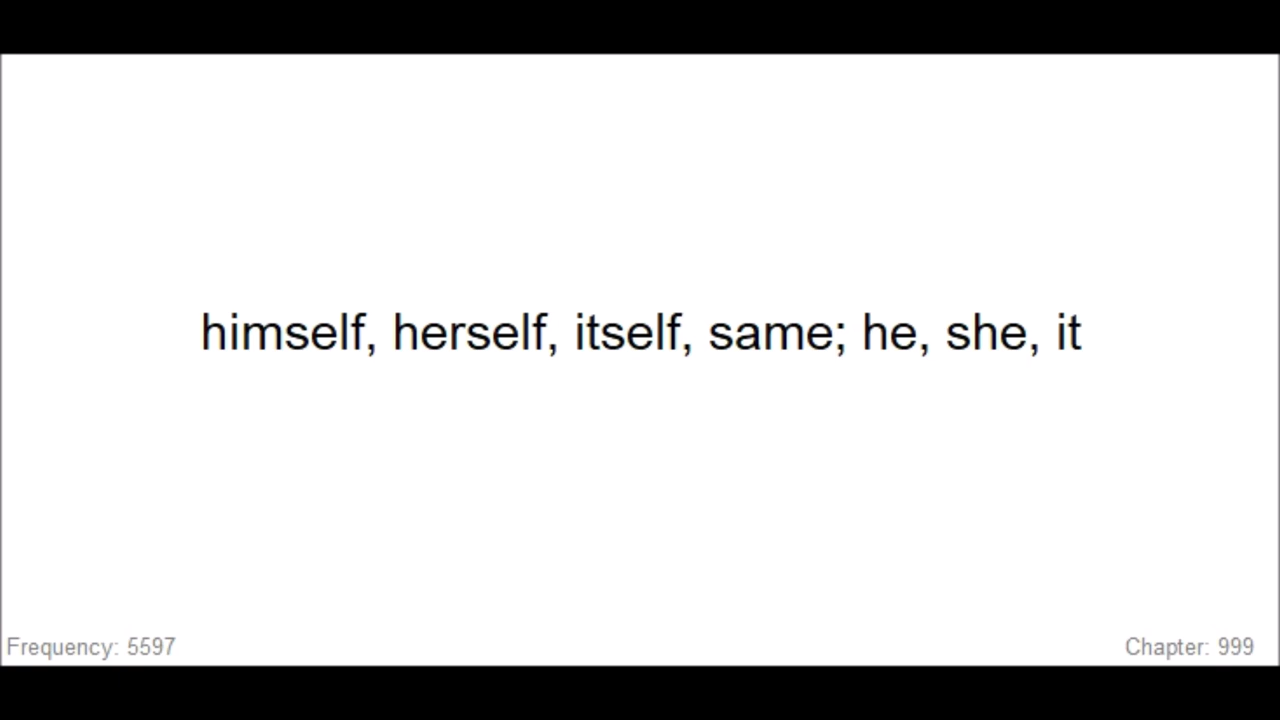 himself, herself, itself, same; he, she, it
Frequency: 5597
Chapter: 999